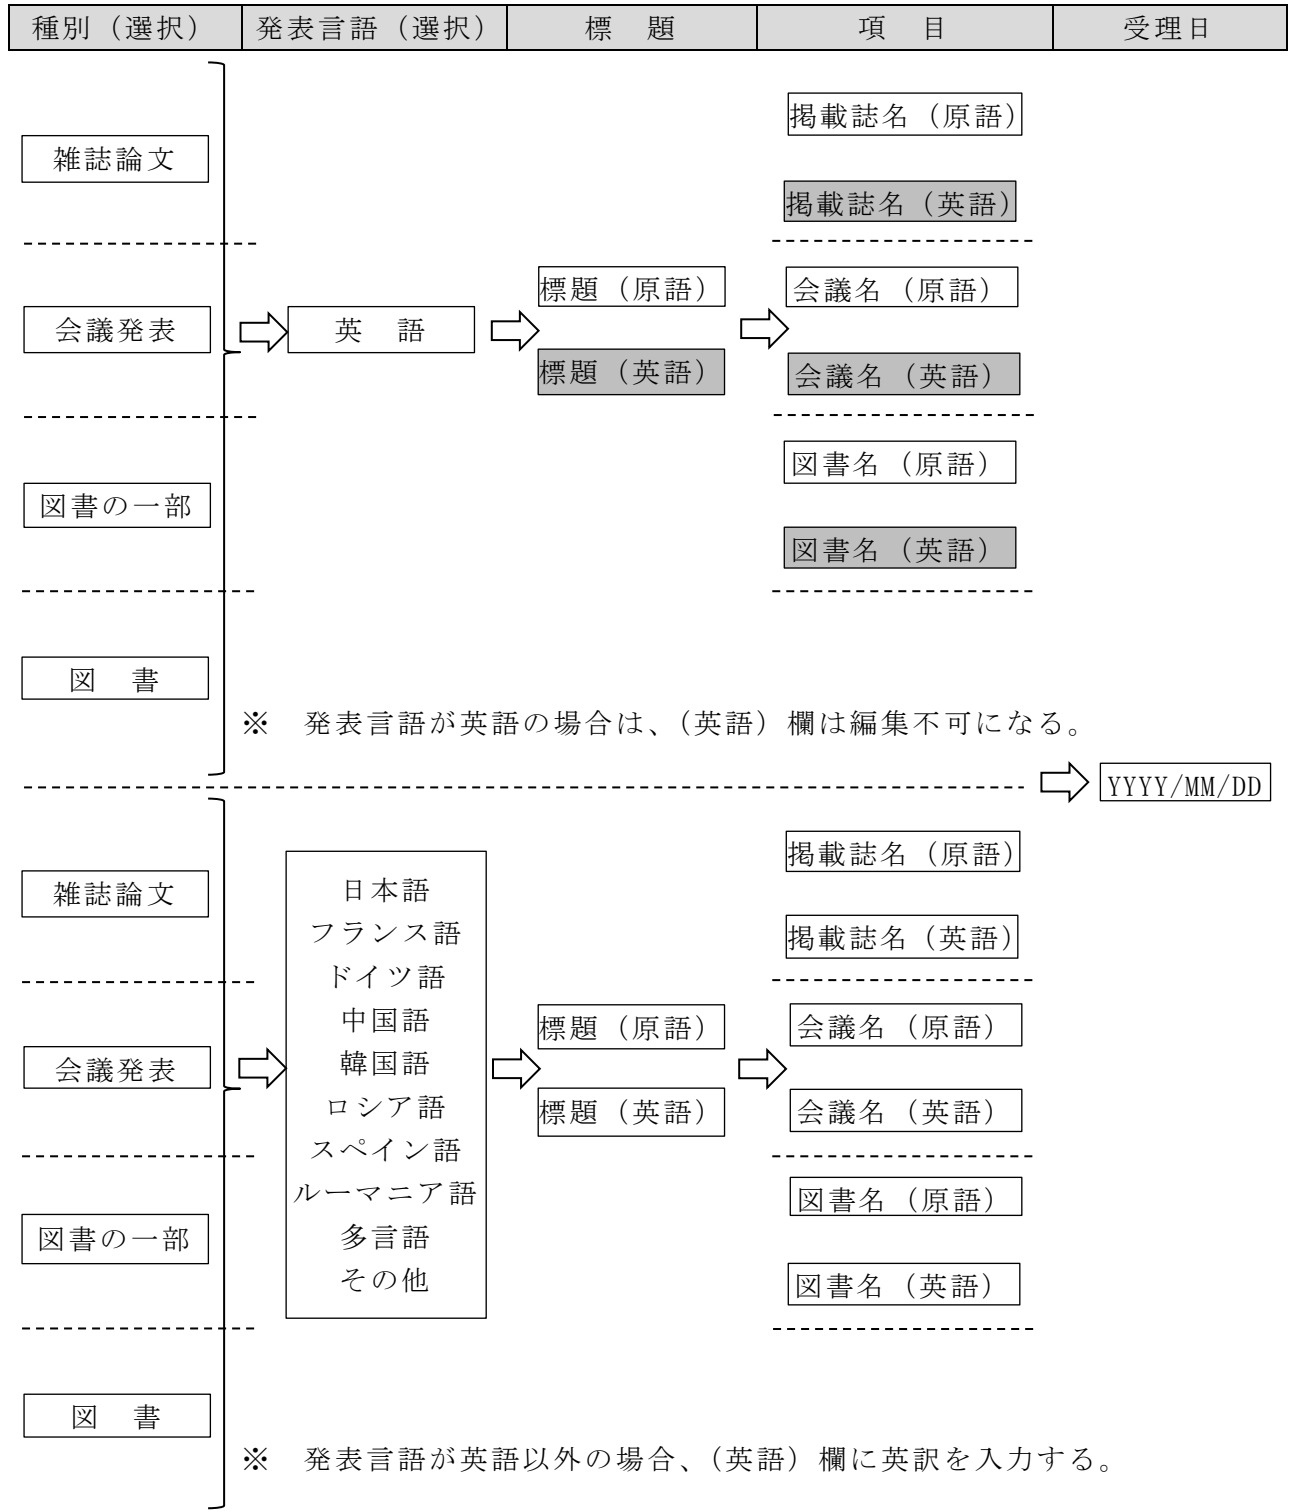 種別（選択）
発表言語（選択）
標　題
項　目
受理日
雑誌論文
会議発表
図書の一部
図　書
英　語
標題（原語）
標題（英語）
掲載誌名（原語）
掲載誌名（英語）
会議名（原語）
会議名（英語）
図書名（原語）
図書名（英語）
※　発表言語が英語の場合は、（英語）欄は編集不可になる。
YYYY/MM/DD
雑誌論文
会議発表
図書の一部
図　書
日本語
フランス語
ドイツ語
中国語
韓国語
ロシア語
スペイン語
ルーマニア語
多言語
その他
標題（原語）
標題（英語）
掲載誌名（原語）
掲載誌名（英語）
会議名（原語）
会議名（英語）
図書名（原語）
図書名（英語）
※　発表言語が英語以外の場合、（英語）欄に英訳を入力する。